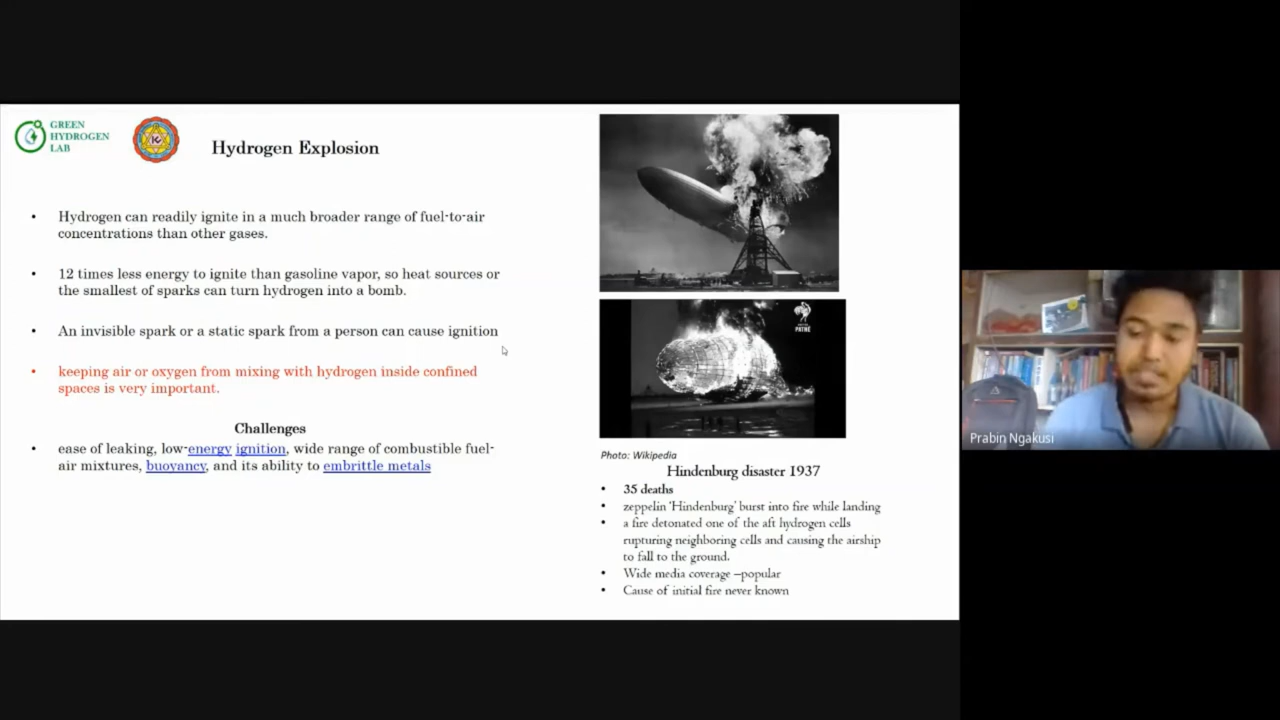 GREEN
HYDROGEN
LAB
Hydrogen Explosion
• Hydrogen can readily ignite in a much broader range of fuel-to-air
concentrations than other gases.
• 12 times less energy to ignite than gasoline vapor, so heat sources or
the smallest of sparks can turn hydrogen into a bomb.
• An invisible spark or a static spark from a person can cause ignition
• keeping air or oxygen from mixing with hydrogen inside confined
spaces is very important.
Challenges
• ease of leaking, low-energy ignition, wide range of combustible fuel-
air mixtures, buoyancy, and its ability to embrittle metals
PATHÉ
Photo: Wikipedia
Hindenburg disaster 1937
• 35 deaths
• zeppelin 'Hindenburg' burst into fire while landing
• a fire detonated one of the aft hydrogen cells
rupturing neighboring cells and causing the airship
to fall to the ground.
• Wide media coverage –popular
• Cause of initial fire never known
Prabin Ngakusi